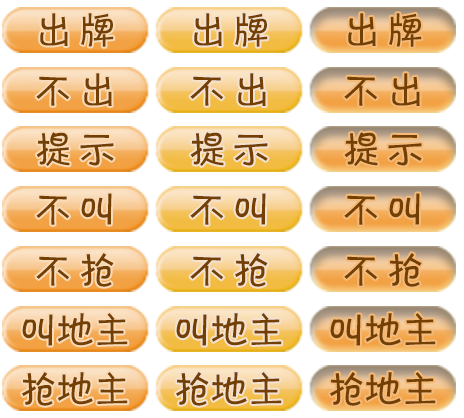 出牌 出牌 出牌
不出 不出 不出
提示 提示 提示
不叫 不叫 不叫
不抢 不抢 不抢
叫地主 叫地主 叫地主
抢地主 抢地主 抢地主